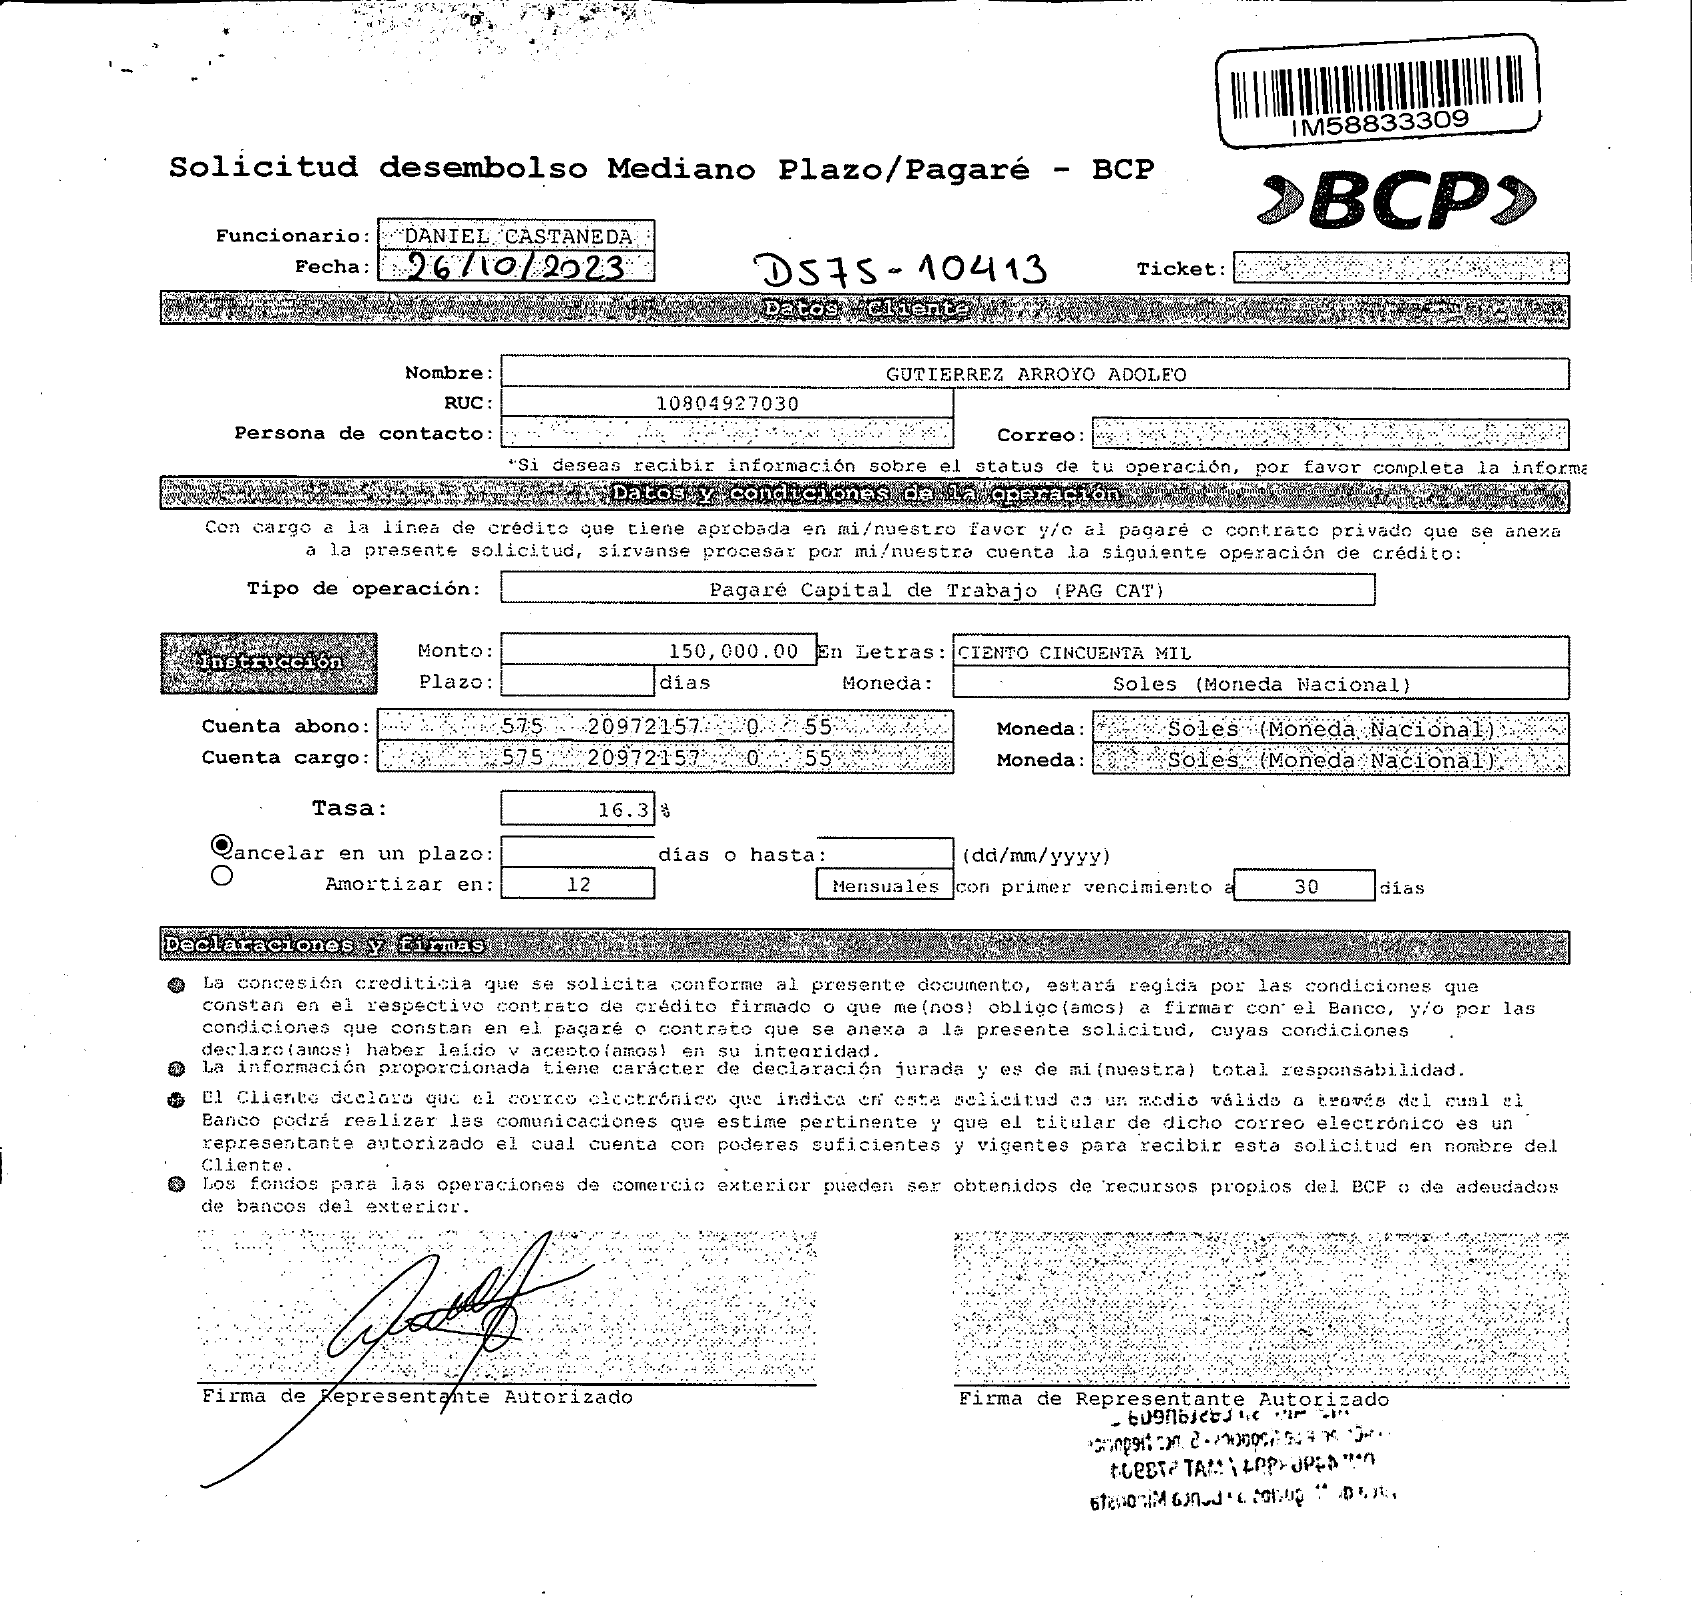 IM58833309
Solicitud desembolso Mediano Plazo/Pagaré - BCP
>BCP>
Funcionario: DANIEL CASTANEDA
Fecha: 26/10/2023 D575-10413 Ticket:
Datos Cliente
Nombre: GUTIERREZ ARROYO ADOLFO
RUC: 10804927030
Persona de contacto: Correo:
*Si deseas recibir información sobre el status de tu operación, por favor completa la informa
Datos y condiciones de la operación
Con cargo a la línea de crédito que tiene aprobada en mi/nuestro favor y/o al pagaré o contrato privado que se anexa
a la presente solicitud, sírvanse procesar por mi/nuestra cuenta la siguiente operación de crédito:
Tipo de operación: Pagaré Capital de Trabajo (PAG CAT)
Instrucción Monto: 150,000.00 En Letras: CIENTO CINCUENTA MIL
Plazo: días Moneda: Soles (Moneda Nacional)
Cuenta abono: 575 20972157 0 55 Moneda: Soles (Moneda Nacional)
Cuenta cargo: 575 20972157 0 55 Moneda: Soles (Moneda Nacional)
Tasa: 16.3 %
Cancelar en un plazo: días o hasta: (dd/mm/yyyy)
Amortizar en: 12 Mensuales con primer vencimiento a 30 días
Declaraciones y firmas
La concesión crediticia que se solicita conforme al presente documento, estará regida por las condiciones que
constan en el respectivo contrato de crédito firmado o que me(nos) obligo(amos) a firmar con el Banco, y/o por las
condiciones que constan en el pagaré o contrato que se anexa a la presente solicitud, cuyas condiciones
declaro(amos) haber leído y acepto(amos) en su integridad.
La información proporcionada tiene carácter de declaración jurada y es de mi(nuestra) total responsabilidad.
El Cliente declara que el correo electrónico que indica en esta solicitud es un medio válido a través del cual el
Banco podrá realizar las comunicaciones que estime pertinente y que el titular de dicho correo electrónico es un
representante autorizado el cual cuenta con poderes suficientes y vigentes para recibir esta solicitud en nombre del
Cliente.
Los fondos para las operaciones de comercio exterior pueden ser obtenidos de recursos propios del BCP o de adeudados
de bancos del exterior.
Firma de Representante Autorizado Firma de Representante Autorizado